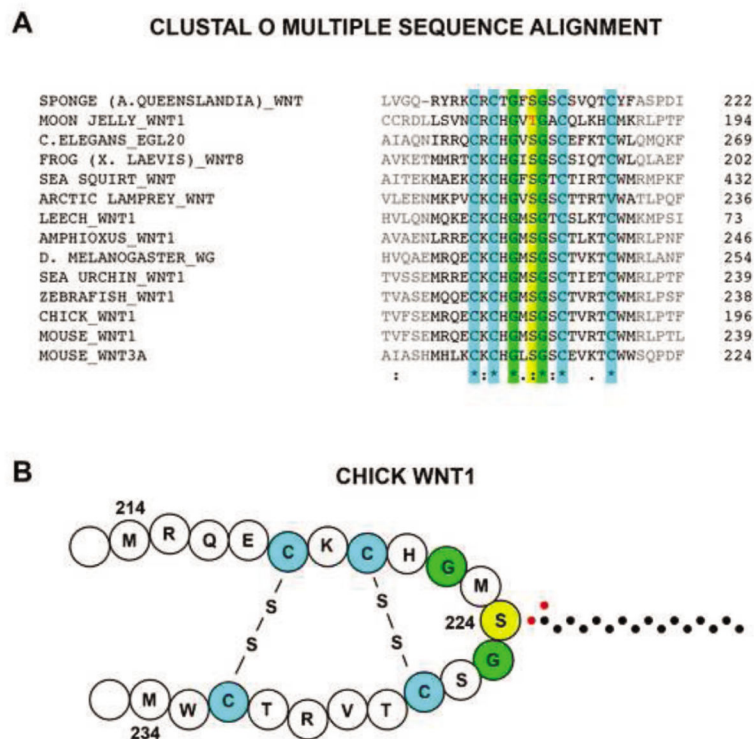 A
CLUSTAL O MULTIPLE SEQUENCE ALIGNMENT
SPONGE (A.QUEENSLANDIA)_WNT LVGQ-RYRKCRCTGFSGSCSVQTCYFASPDI 222
MOON JELLY_WNT1 CCRDLLSVNCRCHGVTGACQLKHCMKRLPTF 194
C.ELEGANS_EGL20 AIAQNIRRQCRCHGVSGSCEFKTCWLQMQKF 269
FROG (X. LAEVIS)_WNT8 AVKETMMRTCKCHGISGSCSIQTCWLQLAEF 202
SEA SQUIRT_WNT AITEKMAEKCKCHGFSGTCTIRTCWMKRKPF 432
ARCTIC LAMPREY_WNT VLEENMKPVCKCHGVSGSCTTRTVWATLPQF 236
LEECH_WNT1 HVLQNMQKECKCHGMSGTCSLKTCWMKMPSI 73
AMPHIOXUS_WNT1 AVAENLRRECKCHGMSGSCTLKTCWMRLPNF 246
D. MELANOGASTER_WG HVQAEMRQECKCHGMSGSCTVKTCWMRLANF 254
SEA URCHIN_WNT1 TVSSEMRRECKCHGMSGSCTIETCWMRLPTF 239
ZEBRAFISH_WNT1 TVASEMQQECKCHGMSGSCTVRTCWMRLPSF 238
CHICK_WNT1 TVFSEMRQECKCHGMSGSCTVRTCWMRLPTF 196
MOUSE_WNT1 TVFSEMRQECKCHGMSGSCTVRTCWMRLPTL 239
MOUSE_WNT3A AIASHMHLKCKCHGLSGSCEVKTCWWSQPDF 224
: *:* *.:*:* . *
B
CHICK WNT1
214
M R Q E C K C H G M
S S
224 S
S S
M W C T R V T C S G
234